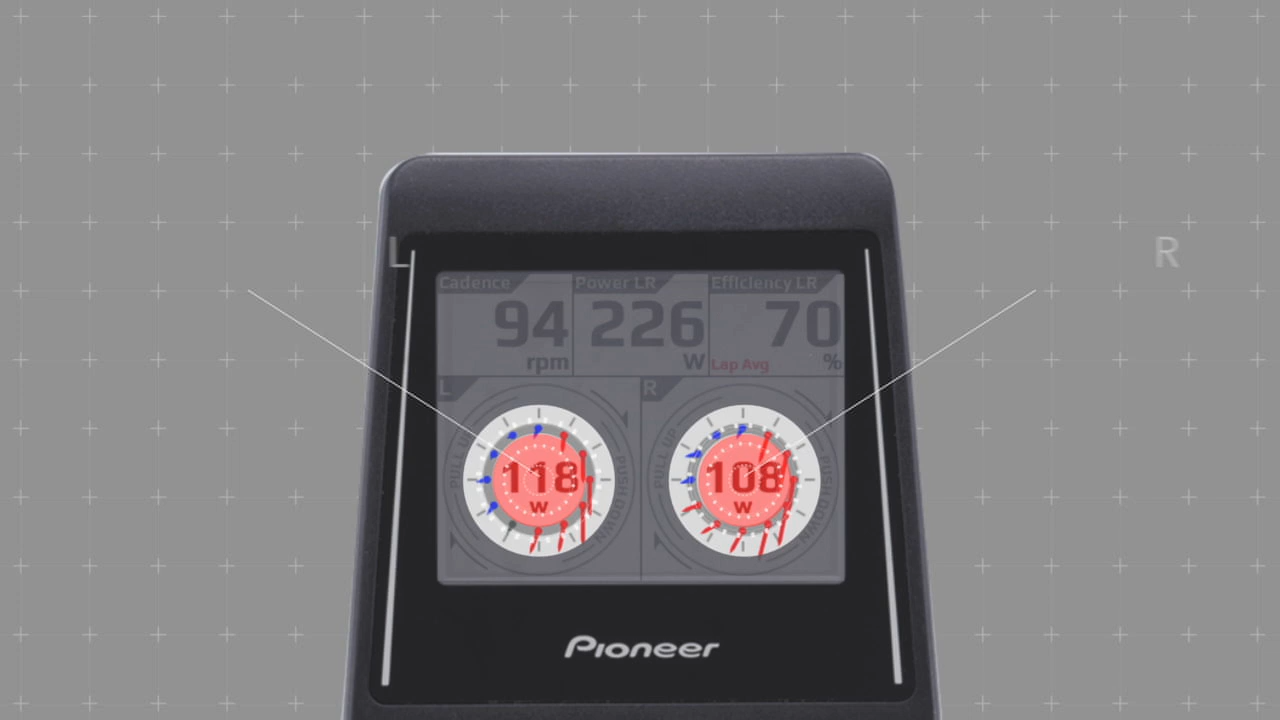 L
R
Cadence
Power LR
Efficiency LR
94
226
70
rpm
W
Lap Avg
%
L
R
PULL UP
PUSH DOWN
PULL UP
PUSH DOWN
118
W
108
W
Pioneer